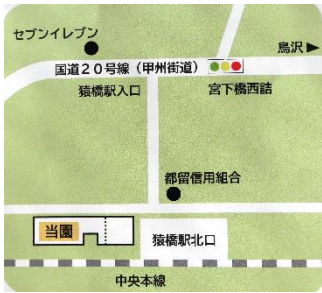 セブンイレブン
鳥沢
国道20号線（甲州街道）
猿橋駅入口
宮下橋西詰
都留信用組合
当園
猿橋駅北口
中央本線